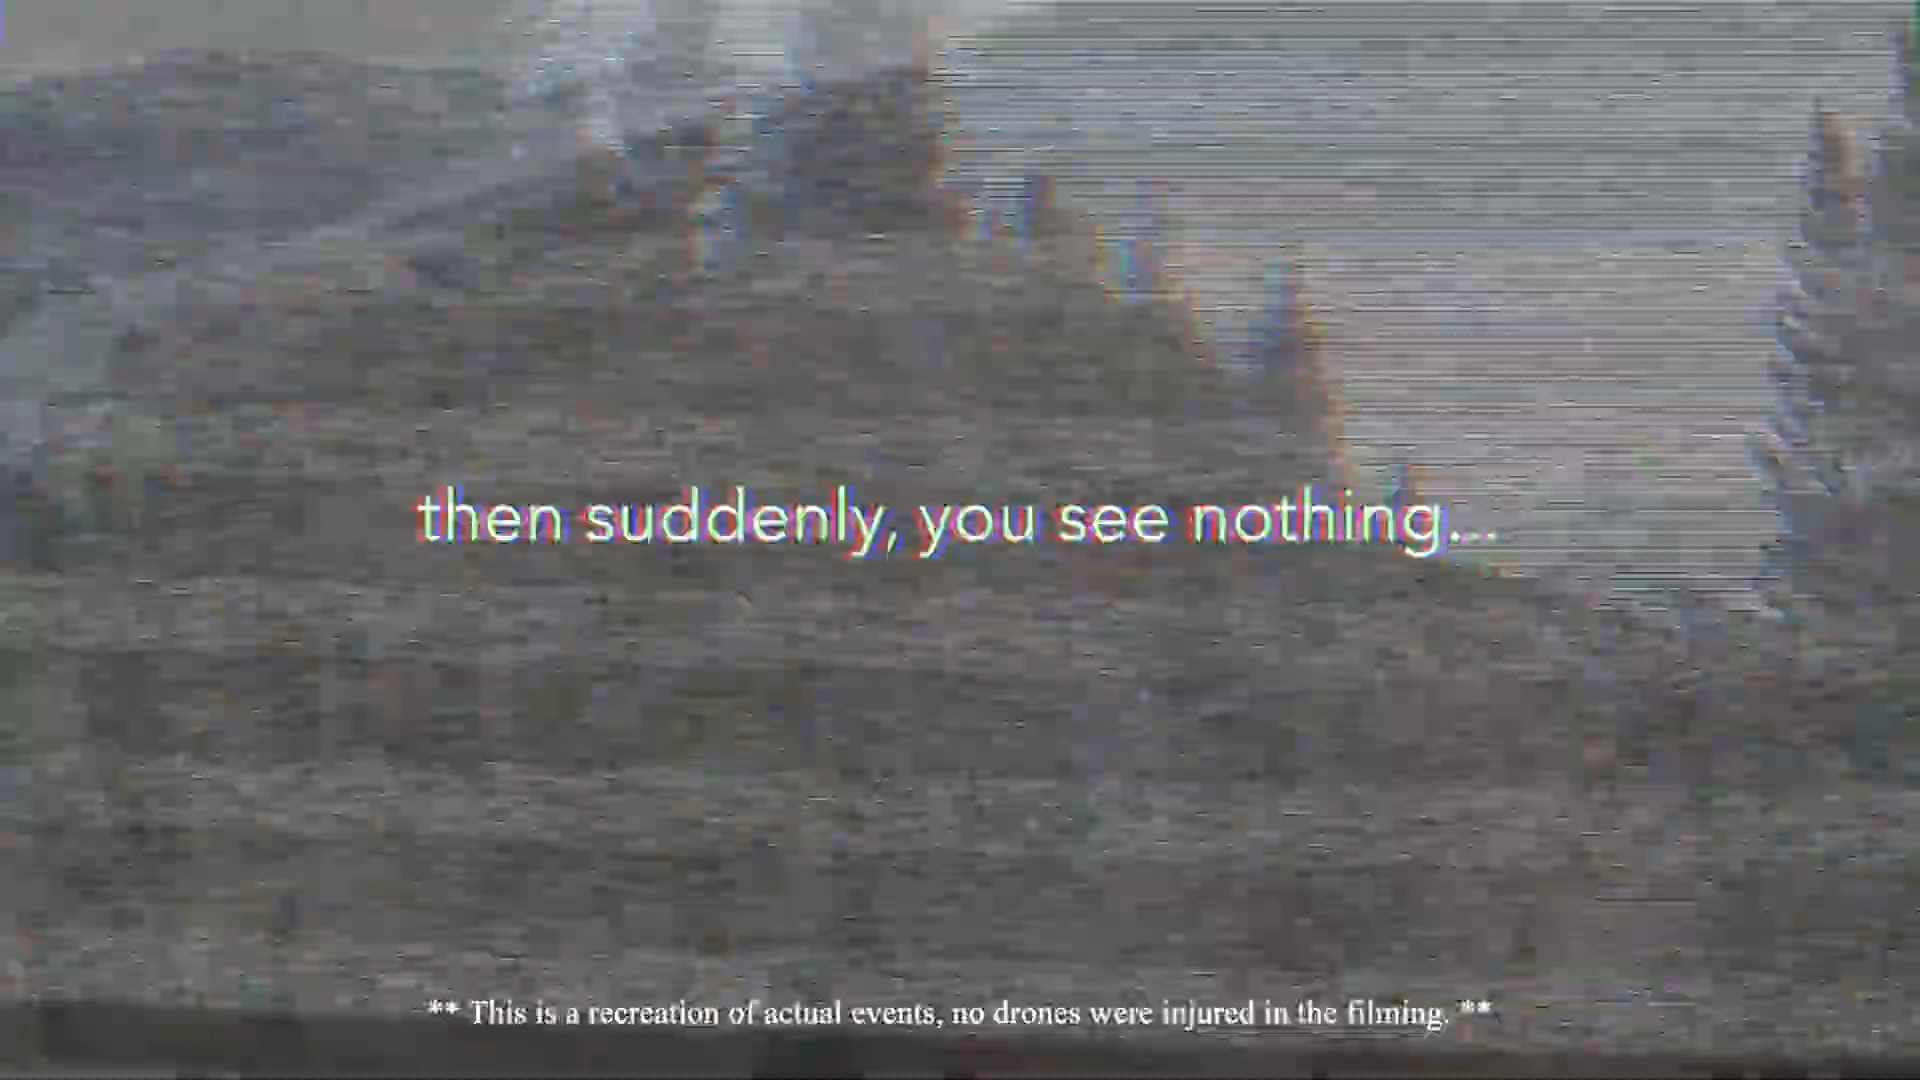 then suddenly, you see nothing...
** This is a recreation of actual events, no drones were injured in the filming. **